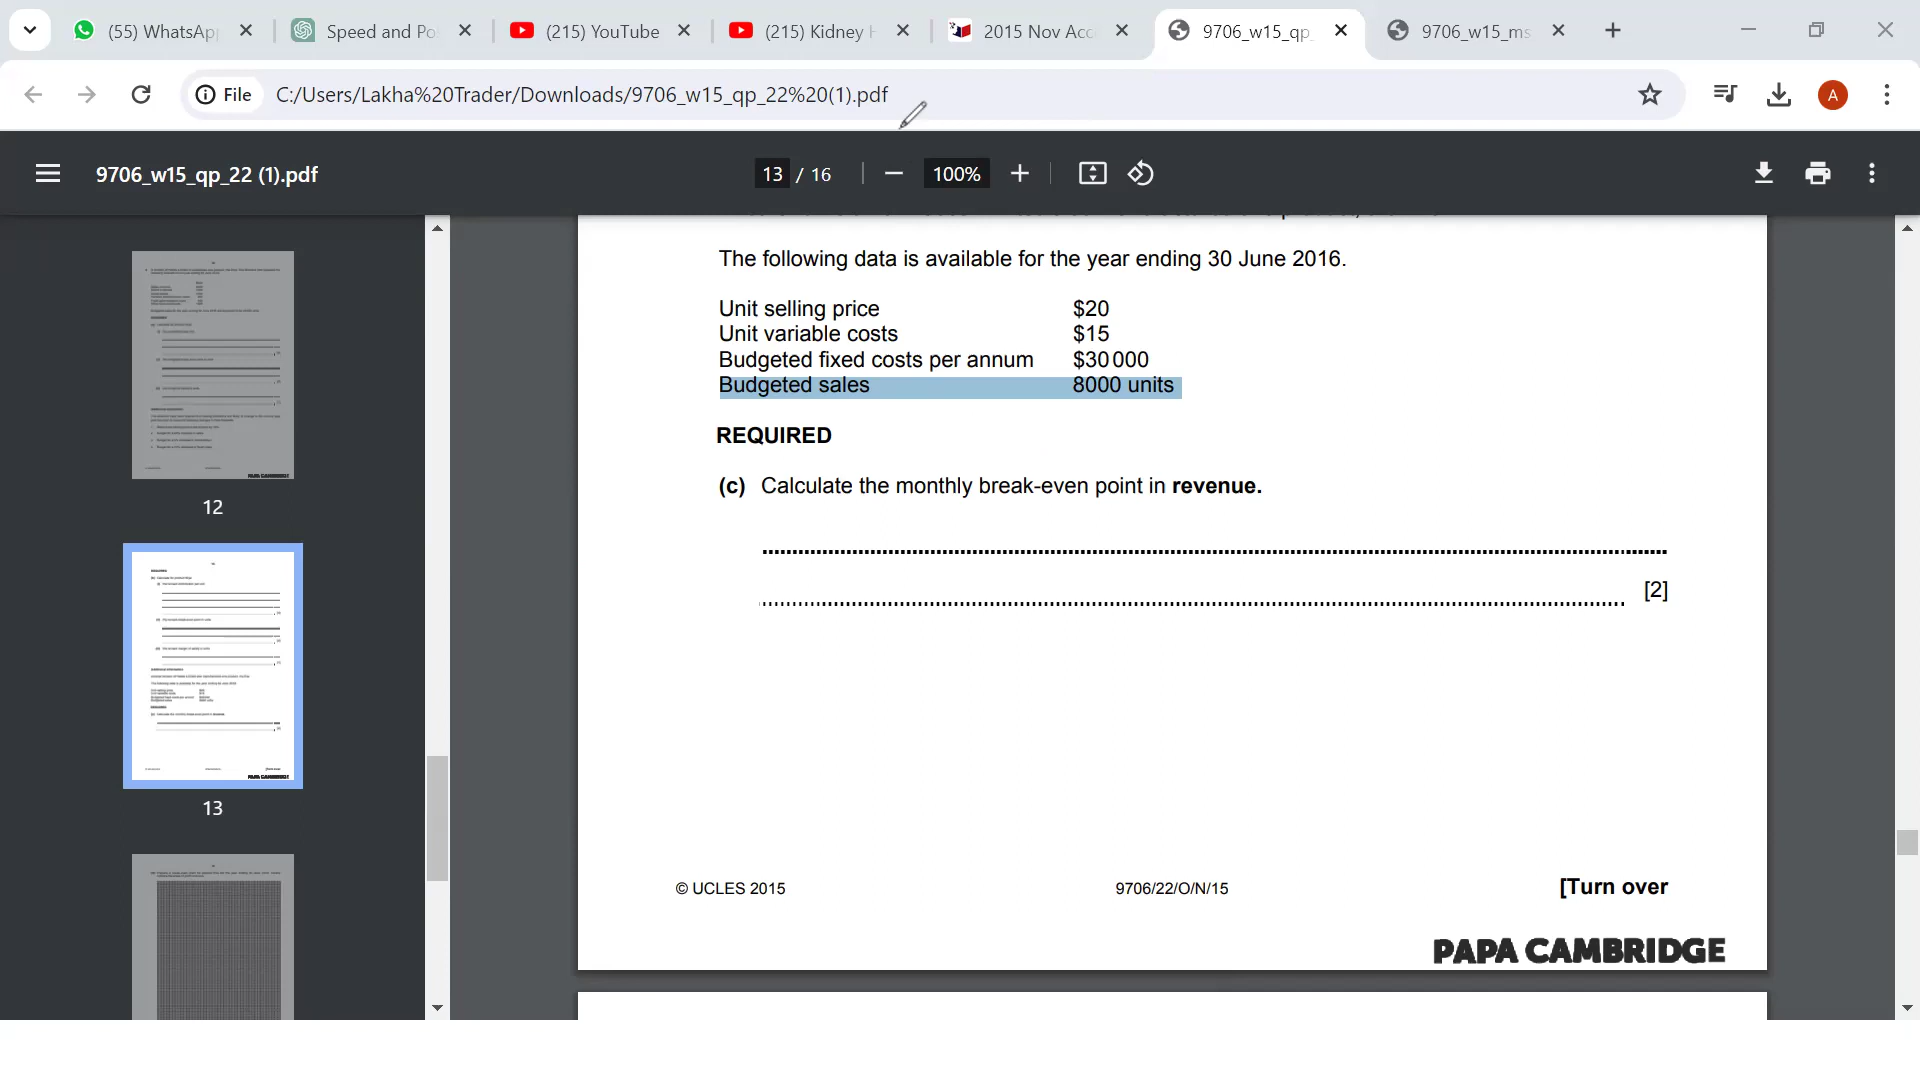 (55) WhatsApp
Speed and Po
(215) YouTube
(215) Kidney
2015 Nov Acc
9706_w15_qp_
9706_w15_ms
File
C:/Users/Lakha%20Trader/Downloads/9706_w15_qp_22%20(1).pdf
A
9706_w15_qp_22 (1).pdf
13 / 16
100%
12
13
The following data is available for the year ending 30 June 2016.
Unit selling price $20
Unit variable costs $15
Budgeted fixed costs per annum $30 000
Budgeted sales 8000 units
REQUIRED
(c) Calculate the monthly break-even point in revenue.
[2]
© UCLES 2015
9706/22/O/N/15
[Turn over
PAPA CAMBRIDGE